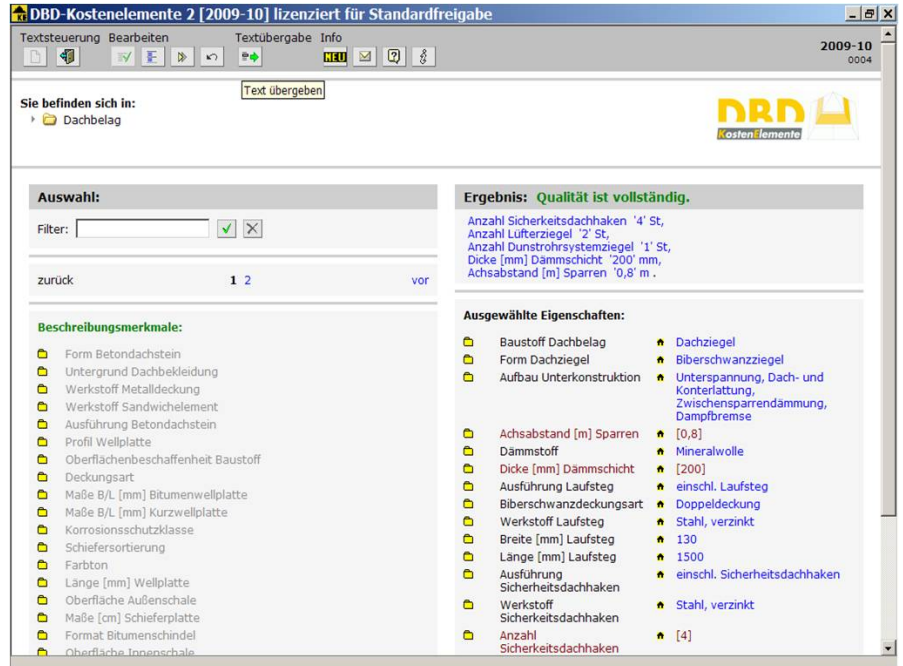 DBD-Kostenelemente 2 [2009-10] lizenziert für Standardfreigabe
Textsteuerung Bearbeiten Textübergabe Info
NEU
2009-10
0004
Text übergeben
Sie befinden sich in:
Dachbelag
DBD
KostenElemente
Auswahl:
Filter:
zurück 1 2 vor
Beschreibungsmerkmale:
Form Betondachstein
Untergrund Dachbekleidung
Werkstoff Metalldeckung
Werkstoff Sandwichelement
Ausführung Betondachstein
Profil Wellplatte
Oberflächenbeschaffenheit Baustoff
Deckungsart
Maße B/L [mm] Bitumenwellplatte
Maße B/L [mm] Kurzwellplatte
Korrosionsschutzklasse
Schiefersortierung
Farbton
Länge [mm] Wellplatte
Oberfläche Außenschale
Maße [cm] Schieferplatte
Format Bitumenschindel
Oberfläche Innenschale
Ergebnis: Qualität ist vollständig.
Anzahl Sicherheitsdachhaken '4' St,
Anzahl Lüfterziegel '2' St,
Anzahl Dunstrohrsystemziegel '1' St,
Dicke [mm] Dämmschicht '200' mm,
Achsabstand [m] Sparren '0,8' m .
Ausgewählte Eigenschaften:
Baustoff Dachbelag Dachziegel
Form Dachziegel Biberschwanzziegel
Aufbau Unterkonstruktion Unterspannung, Dach- und
Konterlattung,
Zwischensparrendämmung,
Dampfbremse
Achsabstand [m] Sparren [0,8]
Dämmstoff Mineralwolle
Dicke [mm] Dämmschicht [200]
Ausführung Laufsteg einschl. Laufsteg
Biberschwanzdeckungsart Doppeldeckung
Werkstoff Laufsteg Stahl, verzinkt
Breite [mm] Laufsteg 130
Länge [mm] Laufsteg 1500
Ausführung einschl. Sicherheitsdachhaken
Sicherheitsdachhaken
Werkstoff Stahl, verzinkt
Sicherheitsdachhaken
Anzahl [4]
Sicherheitsdachhaken